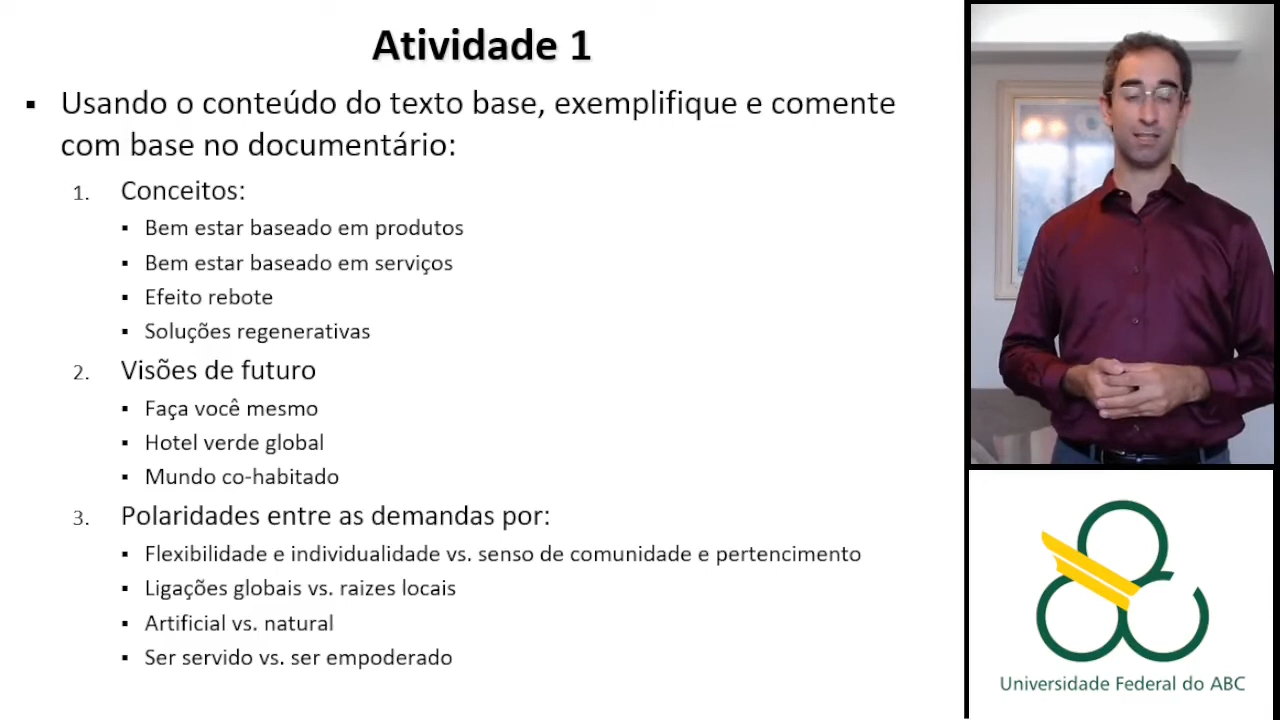 Atividade 1
▪ Usando o conteúdo do texto base, exemplifique e comente
com base no documentário:
1. Conceitos:
▪ Bem estar baseado em produtos
▪ Bem estar baseado em serviços
▪ Efeito rebote
▪ Soluções regenerativas
2. Visões de futuro
▪ Faça você mesmo
▪ Hotel verde global
▪ Mundo co-habitado
3. Polaridades entre as demandas por:
▪ Flexibilidade e individualidade vs. senso de comunidade e pertencimento
▪ Ligações globais vs. raizes locais
▪ Artificial vs. natural
▪ Ser servido vs. ser empoderado
Universidade Federal do ABC